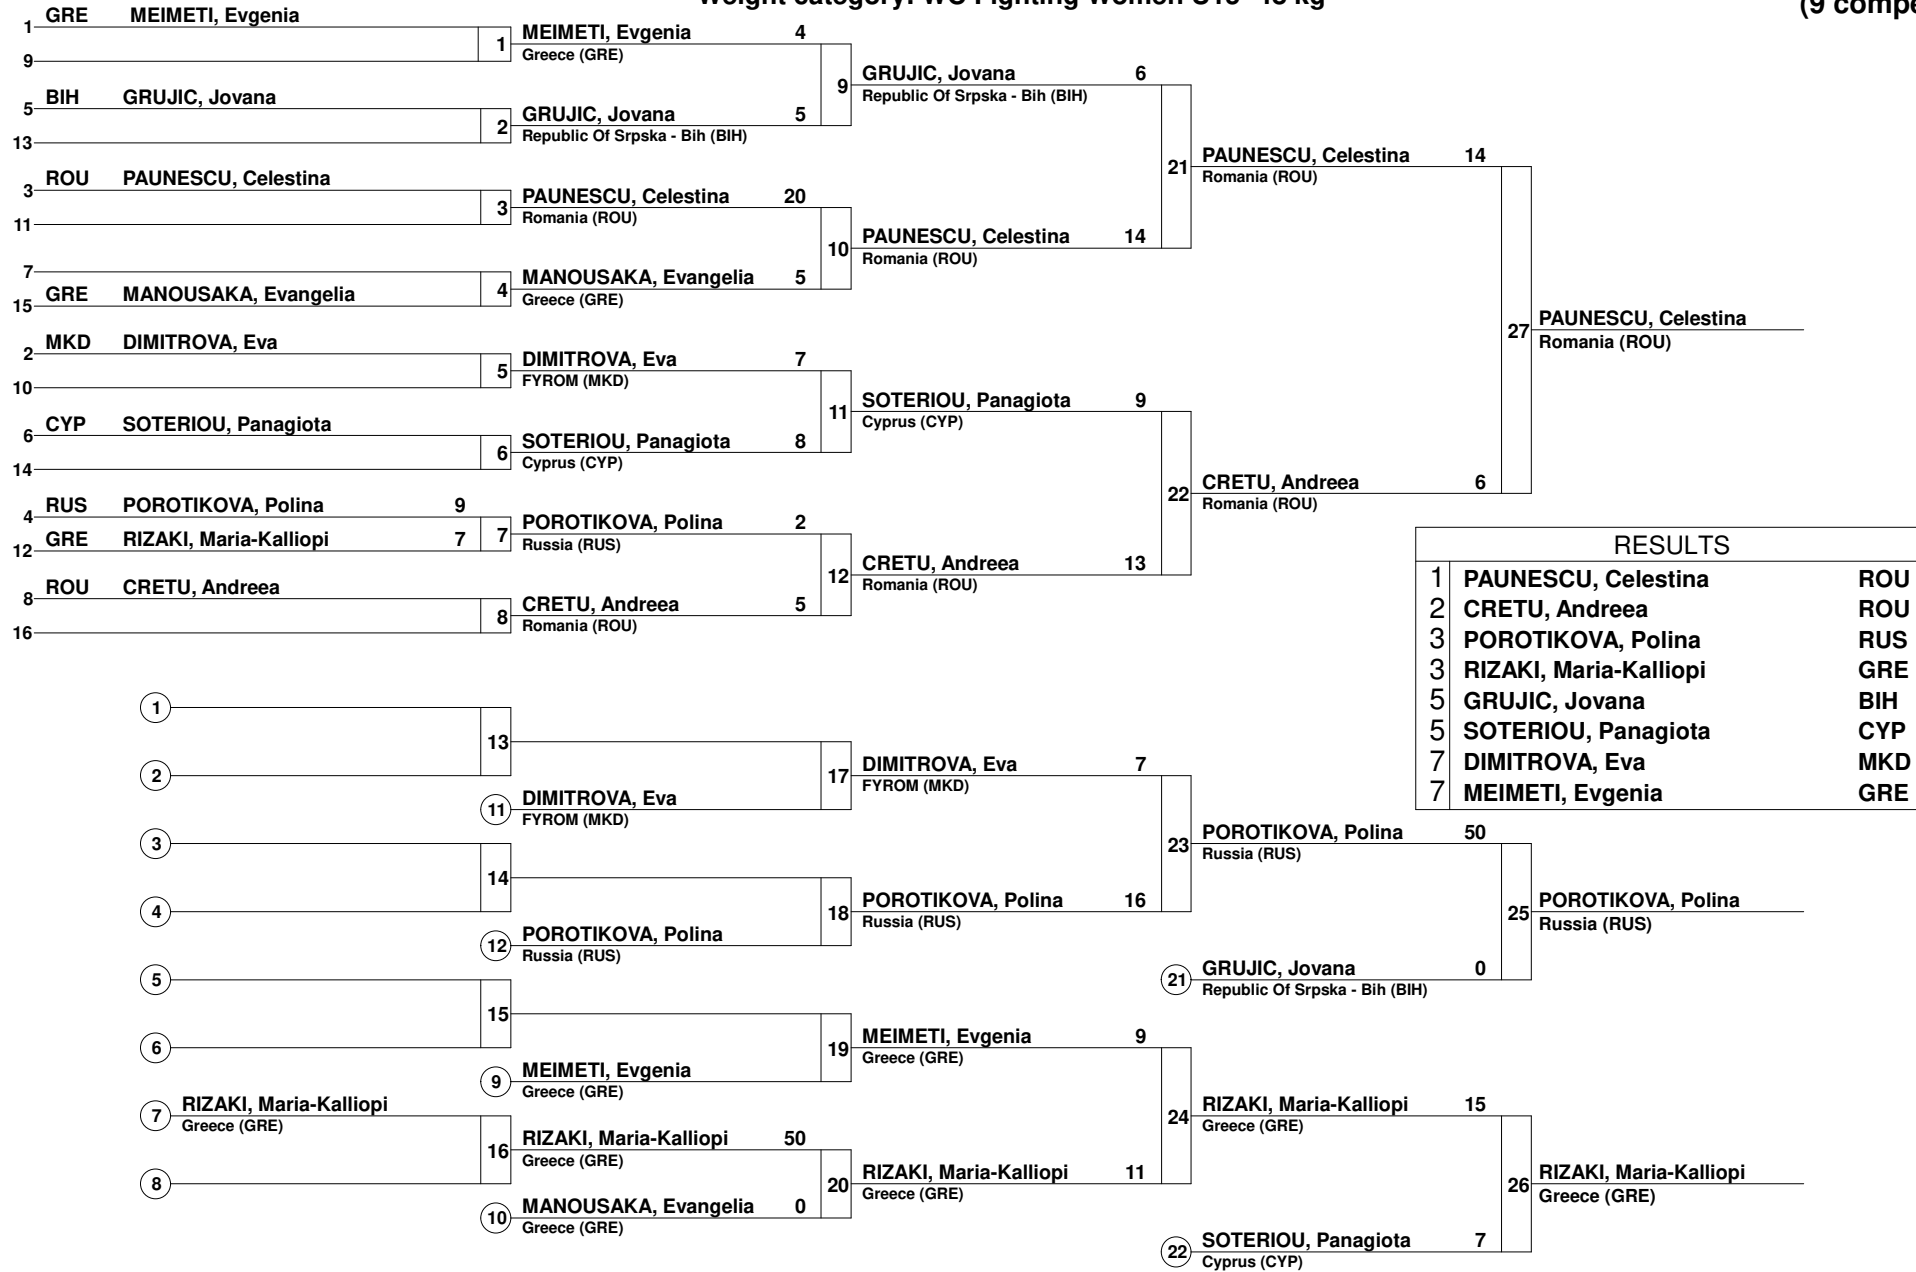 Weight category: WC Fighting Women U15 -48 kg
(9 compe
1 GRE MEIMETI, Evgenia
9
1 MEIMETI, Evgenia 4
Greece (GRE)
5 BIH GRUJIC, Jovana
13
2 GRUJIC, Jovana 5
Republic Of Srpska - Bih (BIH)
9 GRUJIC, Jovana 6
Republic Of Srpska - Bih (BIH)
3 ROU PAUNESCU, Celestina
11
3 PAUNESCU, Celestina 20
Romania (ROU)
7
15 GRE MANOUSAKA, Evangelia
4 MANOUSAKA, Evangelia 5
Greece (GRE)
10 PAUNESCU, Celestina 14
Romania (ROU)
21 PAUNESCU, Celestina 14
Romania (ROU)
2 MKD DIMITROVA, Eva
10
5 DIMITROVA, Eva 7
FYROM (MKD)
6 CYP SOTERIOU, Panagiota
14
6 SOTERIOU, Panagiota 8
Cyprus (CYP)
11 SOTERIOU, Panagiota 9
Cyprus (CYP)
4 RUS POROTIKOVA, Polina 9
12 GRE RIZAKI, Maria-Kalliopi 7
7 POROTIKOVA, Polina 2
Russia (RUS)
8 ROU CRETU, Andreea
16
8 CRETU, Andreea 5
Romania (ROU)
12 CRETU, Andreea 13
Romania (ROU)
22 CRETU, Andreea 6
Romania (ROU)
27 PAUNESCU, Celestina
Romania (ROU)
RESULTS
1 PAUNESCU, Celestina ROU
2 CRETU, Andreea ROU
3 POROTIKOVA, Polina RUS
3 RIZAKI, Maria-Kalliopi GRE
5 GRUJIC, Jovana BIH
5 SOTERIOU, Panagiota CYP
7 DIMITROVA, Eva MKD
7 MEIMETI, Evgenia GRE
1
2
13
11 DIMITROVA, Eva
FYROM (MKD)
17 DIMITROVA, Eva 7
FYROM (MKD)
3
4
14
12 POROTIKOVA, Polina
Russia (RUS)
18 POROTIKOVA, Polina 16
Russia (RUS)
23 POROTIKOVA, Polina 50
Russia (RUS)
21 GRUJIC, Jovana 0
Republic Of Srpska - Bih (BIH)
25 POROTIKOVA, Polina
Russia (RUS)
5
6
15
9 MEIMETI, Evgenia
Greece (GRE)
19 MEIMETI, Evgenia 9
Greece (GRE)
7 RIZAKI, Maria-Kalliopi
Greece (GRE)
8
16 RIZAKI, Maria-Kalliopi 50
Greece (GRE)
10 MANOUSAKA, Evangelia 0
Greece (GRE)
20 RIZAKI, Maria-Kalliopi 11
Greece (GRE)
24 RIZAKI, Maria-Kalliopi 15
Greece (GRE)
22 SOTERIOU, Panagiota 7
Cyprus (CYP)
26 RIZAKI, Maria-Kalliopi
Greece (GRE)